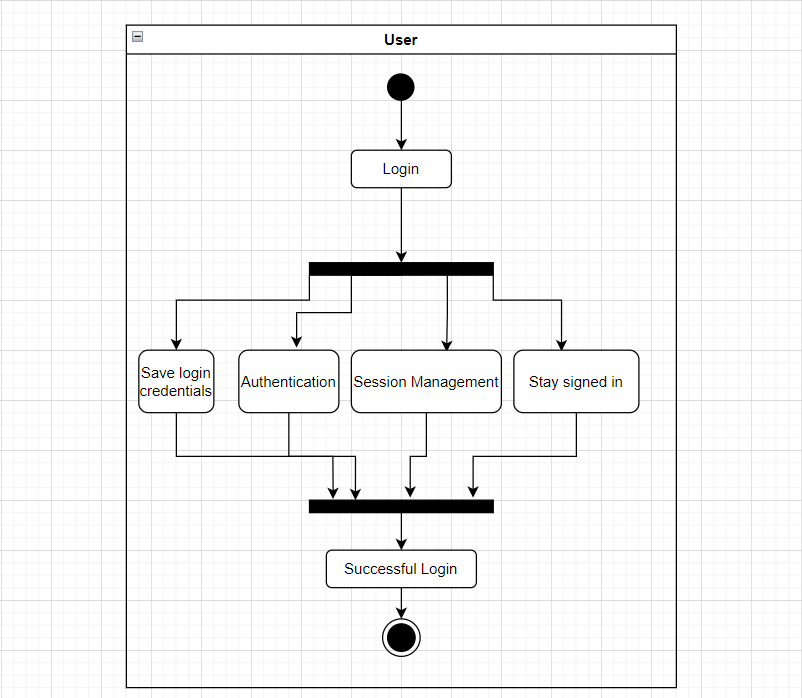 User
Login
Save login
credentials
Authentication
Session Management
Stay signed in
Successful Login